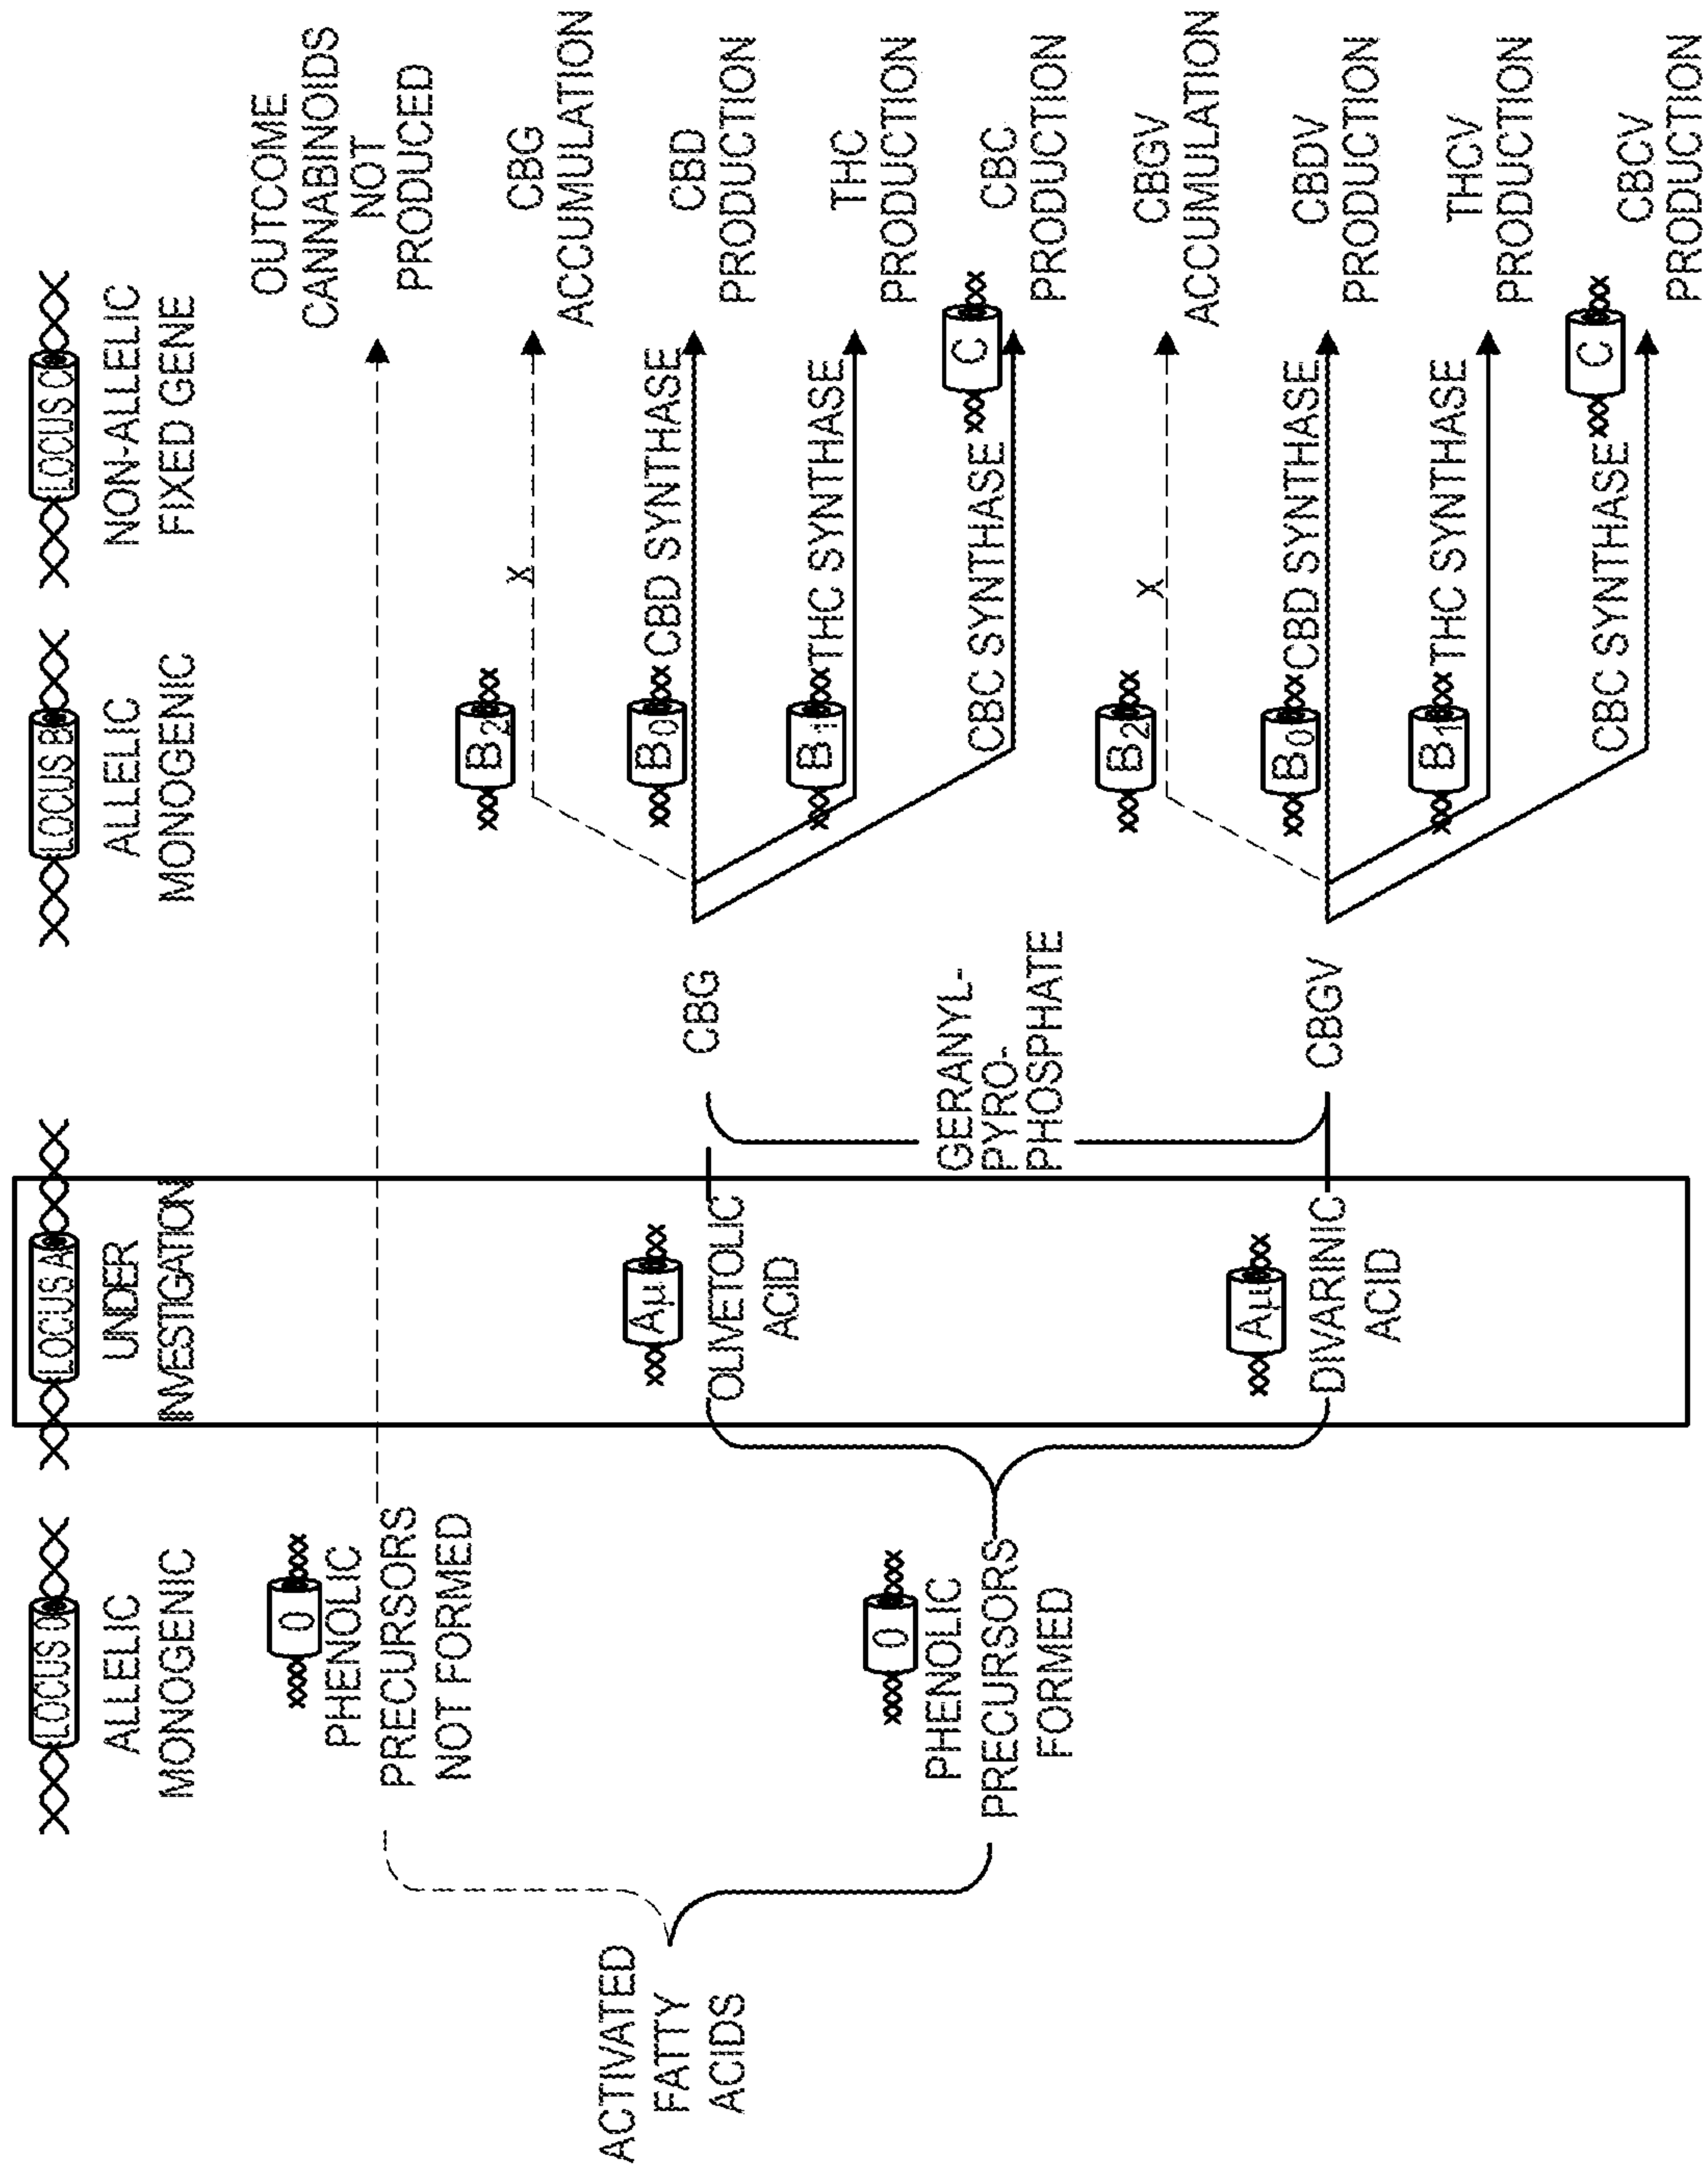 LOCUS O
ALLELIC
MONOGENIC
LOCUS A
UNDER
INVESTIGATION
LOCUS B
ALLELIC
MONOGENIC
LOCUS C
NON-ALLELIC
FIXED GENE
OUTCOME
CANNABINOIDS
NOT
PRODUCED
ACTIVATED
FATTY
ACIDS
O
PHENOLIC
PRECURSORS
NOT FORMED
O
PHENOLIC
PRECURSORS
FORMED
Aμ
OLIVETOLIC
ACID
Aμ
DIVARINIC
ACID
GERANYL-
PYRO-
PHOSPHATE
CBG
B2
X
CBG
ACCUMULATION
B0
CBD SYNTHASE
CBD
PRODUCTION
B1
THC SYNTHASE
THC
PRODUCTION
CBC SYNTHASE
C
CBC
PRODUCTION
CBGV
B2
X
CBGV
ACCUMULATION
B0
CBD SYNTHASE
CBDV
PRODUCTION
B1
THC SYNTHASE
THCV
PRODUCTION
CBC SYNTHASE
C
CBCV
PRODUCTION